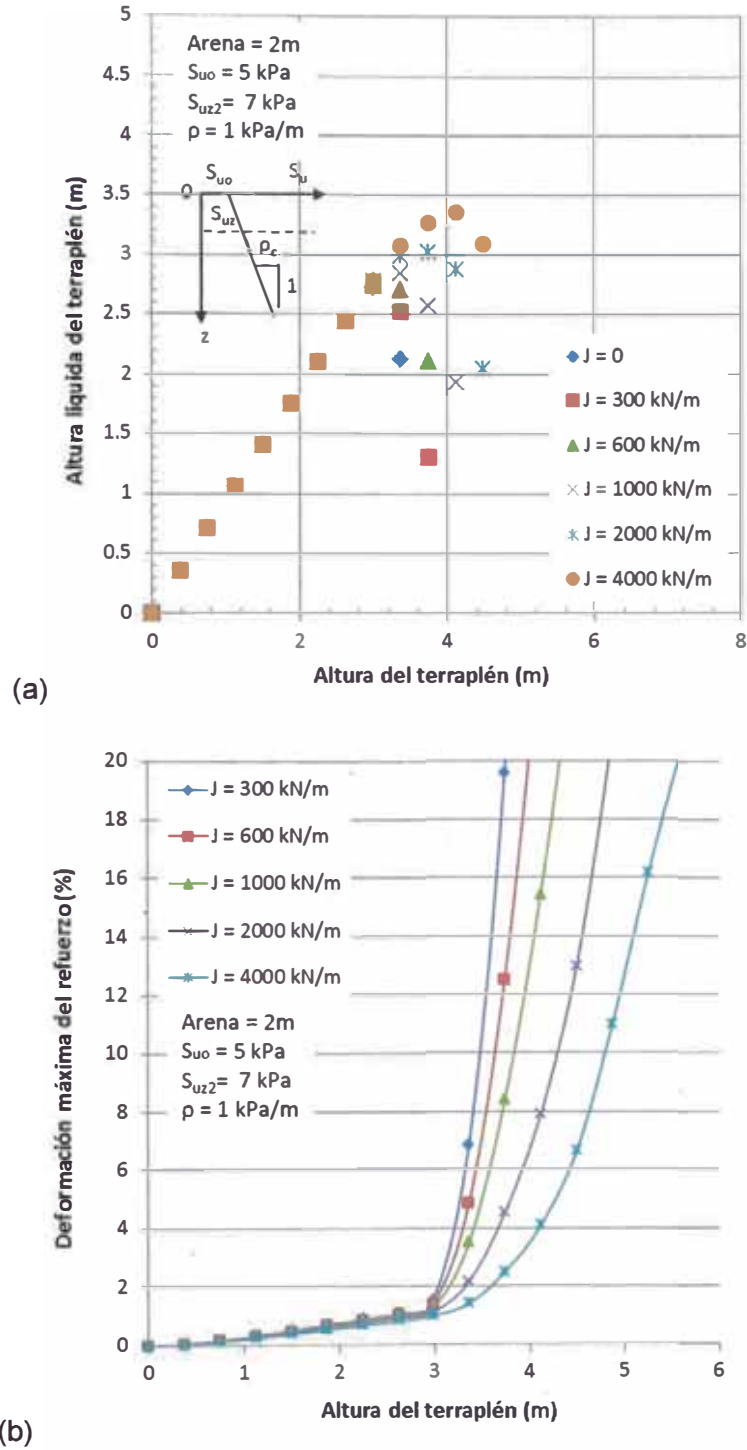 5
4.5
4
3.5
3
2.5
2
1.5
1
0.5
0
Altura líquida del terraplén (m)
Arena = 2m
Suo = 5 kPa
Suz2= 7 kPa
ρ = 1 kPa/m
0
Suo
Su
Suz
ρc
1
z
J = 0
J = 300 kN/m
J = 600 kN/m
J = 1000 kN/m
J = 2000 kN/m
J = 4000 kN/m
0 2 4 6 8
Altura del terraplén (m)
(a)
20
18
16
14
12
10
8
6
4
2
0
Deformación máxima del refuerzo (%)
J = 300 kN/m
J = 600 kN/m
J = 1000 kN/m
J = 2000 kN/m
J = 4000 kN/m
Arena = 2m
Suo = 5 kPa
Suz2= 7 kPa
ρ = 1 kPa/m
0 1 2 3 4 5 6
Altura del terraplén (m)
(b)